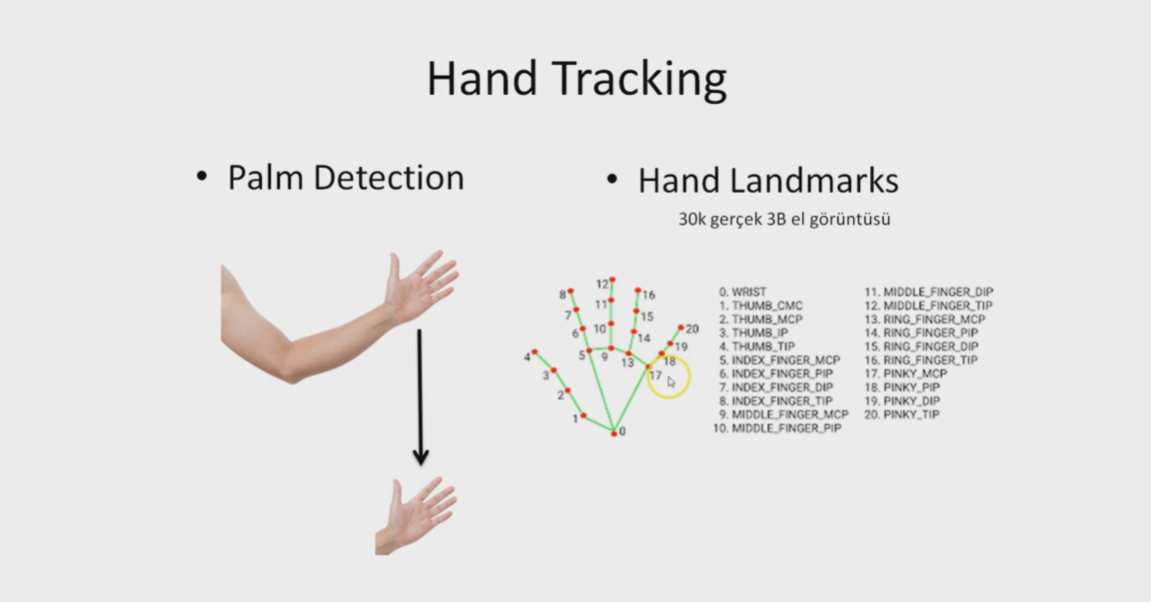 Hand Tracking
• Palm Detection
• Hand Landmarks
30k gerçek 3B el görüntüsü
12
8
16
11
7
15
6
10
20
14
19
4
5
9
13
18
3
17
2
1
0
0. WRIST
1. THUMB_CMC
2. THUMB_MCP
3. THUMB_IP
4. THUMB_TIP
5. INDEX_FINGER_MCP
6. INDEX_FINGER_PIP
7. INDEX_FINGER_DIP
8. INDEX_FINGER_TIP
9. MIDDLE_FINGER_MCP
10. MIDDLE_FINGER_PIP
11. MIDDLE_FINGER_DIP
12. MIDDLE_FINGER_TIP
13. RING_FINGER_MCP
14. RING_FINGER_PIP
15. RING_FINGER_DIP
16. RING_FINGER_TIP
17. PINKY_MCP
18. PINKY_PIP
19. PINKY_DIP
20. PINKY_TIP